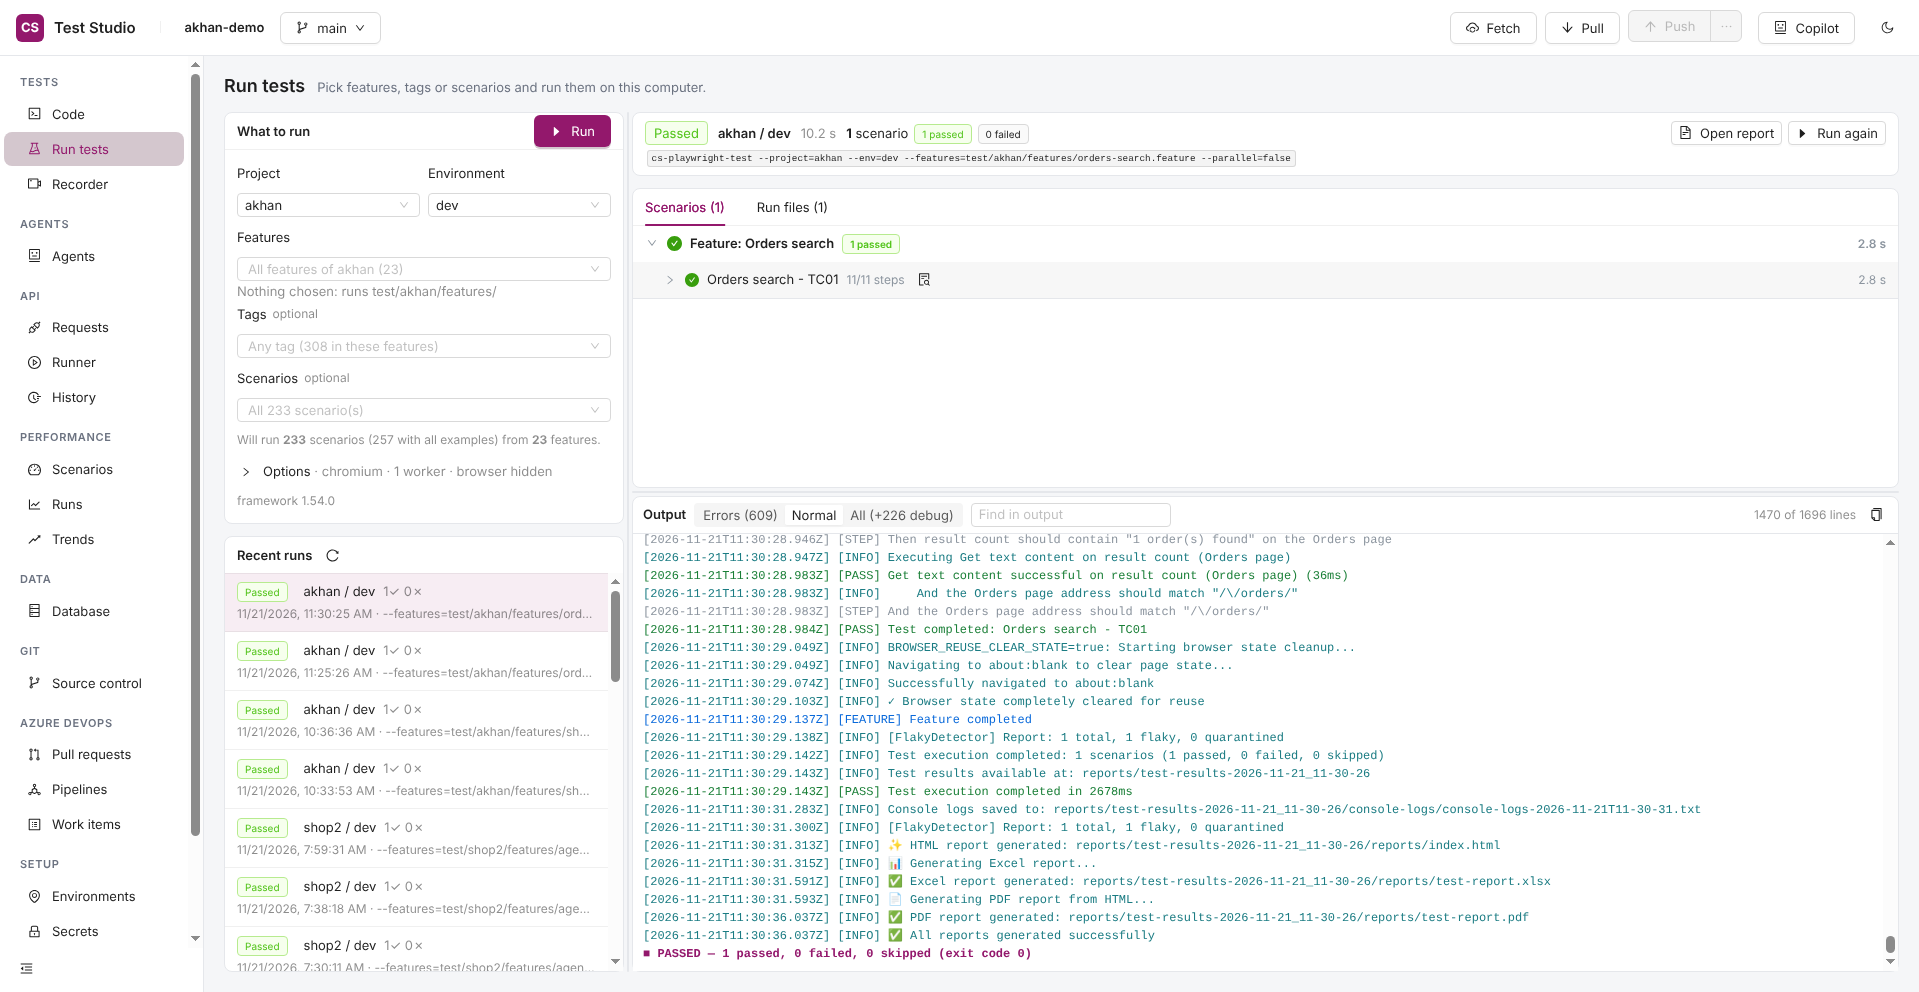 CS Test Studio akhan-demo main Fetch Pull Push ... Copilot
TESTS
Code
Run tests
Recorder
AGENTS
Agents
API
Requests
Runner
History
PERFORMANCE
Scenarios
Runs
Trends
DATA
Database
GIT
Source control
AZURE DEVOPS
Pull requests
Pipelines
Work items
SETUP
Environments
Secrets
Run tests Pick features, tags or scenarios and run them on this computer.
What to run Run
Project Environment
akhan dev
Features
All features of akhan (23)
Nothing chosen: runs test/akhan/features/
Tags optional
Any tag (308 in these features)
Scenarios optional
All 233 scenario(s)
Will run 233 scenarios (257 with all examples) from 23 features.
Options · chromium · 1 worker · browser hidden
framework 1.54.0
Recent runs
Passed akhan / dev 1✓ 0×
11/21/2026, 11:30:25 AM · --features=test/akhan/features/ord...
Passed akhan / dev 1✓ 0×
11/21/2026, 11:25:26 AM · --features=test/akhan/features/ord...
Passed akhan / dev 1✓ 0×
11/21/2026, 10:36:36 AM · --features=test/akhan/features/sh...
Passed akhan / dev 1✓ 0×
11/21/2026, 10:33:53 AM · --features=test/akhan/features/sh...
Passed shop2 / dev 1✓ 0×
11/21/2026, 7:59:31 AM · --features=test/shop2/features/age...
Passed shop2 / dev 1✓ 0×
11/21/2026, 7:38:18 AM · --features=test/shop2/features/age...
Passed shop2 / dev 1✓ 0×
11/21/2026, 7:30:11 AM · --features=test/shop2/features/agen...
Passed akhan / dev 10.2 s 1 scenario 1 passed 0 failed Open report Run again
cs-playwright-test --project=akhan --env=dev --features=test/akhan/features/orders-search.feature --parallel=false
Scenarios (1) Run files (1)
Feature: Orders search 1 passed 2.8 s
Orders search - TC01 11/11 steps 2.8 s
Output Errors (609) Normal All (+226 debug) Find in output 1470 of 1696 lines
[2026-11-21T11:30:28.946Z] [STEP] Then result count should contain "1 order(s) found" on the Orders page
[2026-11-21T11:30:28.947Z] [INFO] Executing Get text content on result count (Orders page)
[2026-11-21T11:30:28.983Z] [PASS] Get text content successful on result count (Orders page) (36ms)
[2026-11-21T11:30:28.983Z] [INFO] And the Orders page address should match "/\/orders/"
[2026-11-21T11:30:28.983Z] [STEP] And the Orders page address should match "/\/orders/"
[2026-11-21T11:30:28.984Z] [PASS] Test completed: Orders search - TC01
[2026-11-21T11:30:29.049Z] [INFO] BROWSER_REUSE_CLEAR_STATE=true: Starting browser state cleanup...
[2026-11-21T11:30:29.049Z] [INFO] Navigating to about:blank to clear page state...
[2026-11-21T11:30:29.074Z] [INFO] Successfully navigated to about:blank
[2026-11-21T11:30:29.103Z] [INFO] ✓ Browser state completely cleared for reuse
[2026-11-21T11:30:29.137Z] [FEATURE] Feature completed
[2026-11-21T11:30:29.138Z] [INFO] [FlakyDetector] Report: 1 total, 1 flaky, 0 quarantined
[2026-11-21T11:30:29.142Z] [INFO] Test execution completed: 1 scenarios (1 passed, 0 failed, 0 skipped)
[2026-11-21T11:30:29.143Z] [INFO] Test results available at: reports/test-results-2026-11-21_11-30-26
[2026-11-21T11:30:29.143Z] [PASS] Test execution completed in 2678ms
[2026-11-21T11:30:31.283Z] [INFO] Console logs saved to: reports/test-results-2026-11-21_11-30-26/console-logs/console-logs-2026-11-21T11-30-31.txt
[2026-11-21T11:30:31.300Z] [INFO] [FlakyDetector] Report: 1 total, 1 flaky, 0 quarantined
[2026-11-21T11:30:31.313Z] [INFO] ✨ HTML report generated: reports/test-results-2026-11-21_11-30-26/reports/index.html
[2026-11-21T11:30:31.315Z] [INFO] 📊 Generating Excel report...
[2026-11-21T11:30:31.591Z] [INFO] ✅ Excel report generated: reports/test-results-2026-11-21_11-30-26/reports/test-report.xlsx
[2026-11-21T11:30:31.593Z] [INFO] 📄 Generating PDF report from HTML...
[2026-11-21T11:30:36.037Z] [INFO] ✅ PDF report generated: reports/test-results-2026-11-21_11-30-26/reports/test-report.pdf
[2026-11-21T11:30:36.037Z] [INFO] ✅ All reports generated successfully
■ PASSED — 1 passed, 0 failed, 0 skipped (exit code 0)